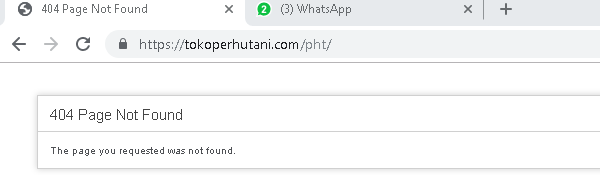 404 Page Not Found
2 (3) WhatsApp
https://tokoperhutani.com/pht/
404 Page Not Found
The page you requested was not found.